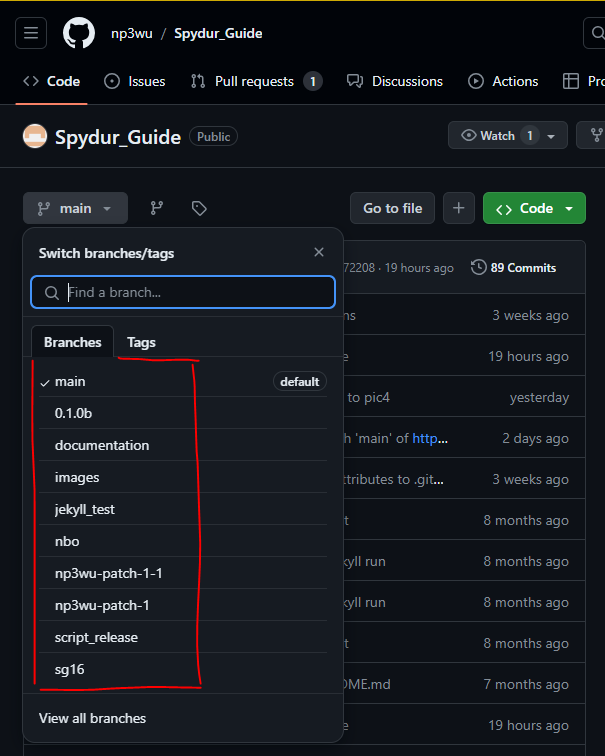 np3wu / Spydur_Guide
Code Issues Pull requests 1 Discussions Actions
Spydur_Guide Public Watch 1
main Go to file Code
Switch branches/tags
72208 · 19 hours ago 89 Commits
Find a branch...
3 weeks ago
Branches Tags
19 hours ago
main default
to pic4 yesterday
0.1.0b
'main' of http... 2 days ago
documentation
images
ttributes to .git... 3 weeks ago
jekyll_test
8 months ago
nbo
kyll run 8 months ago
np3wu-patch-1-1
np3wu-patch-1
kyll run 8 months ago
script_release
8 months ago
sg16
OME.md 7 months ago
View all branches
19 hours ago